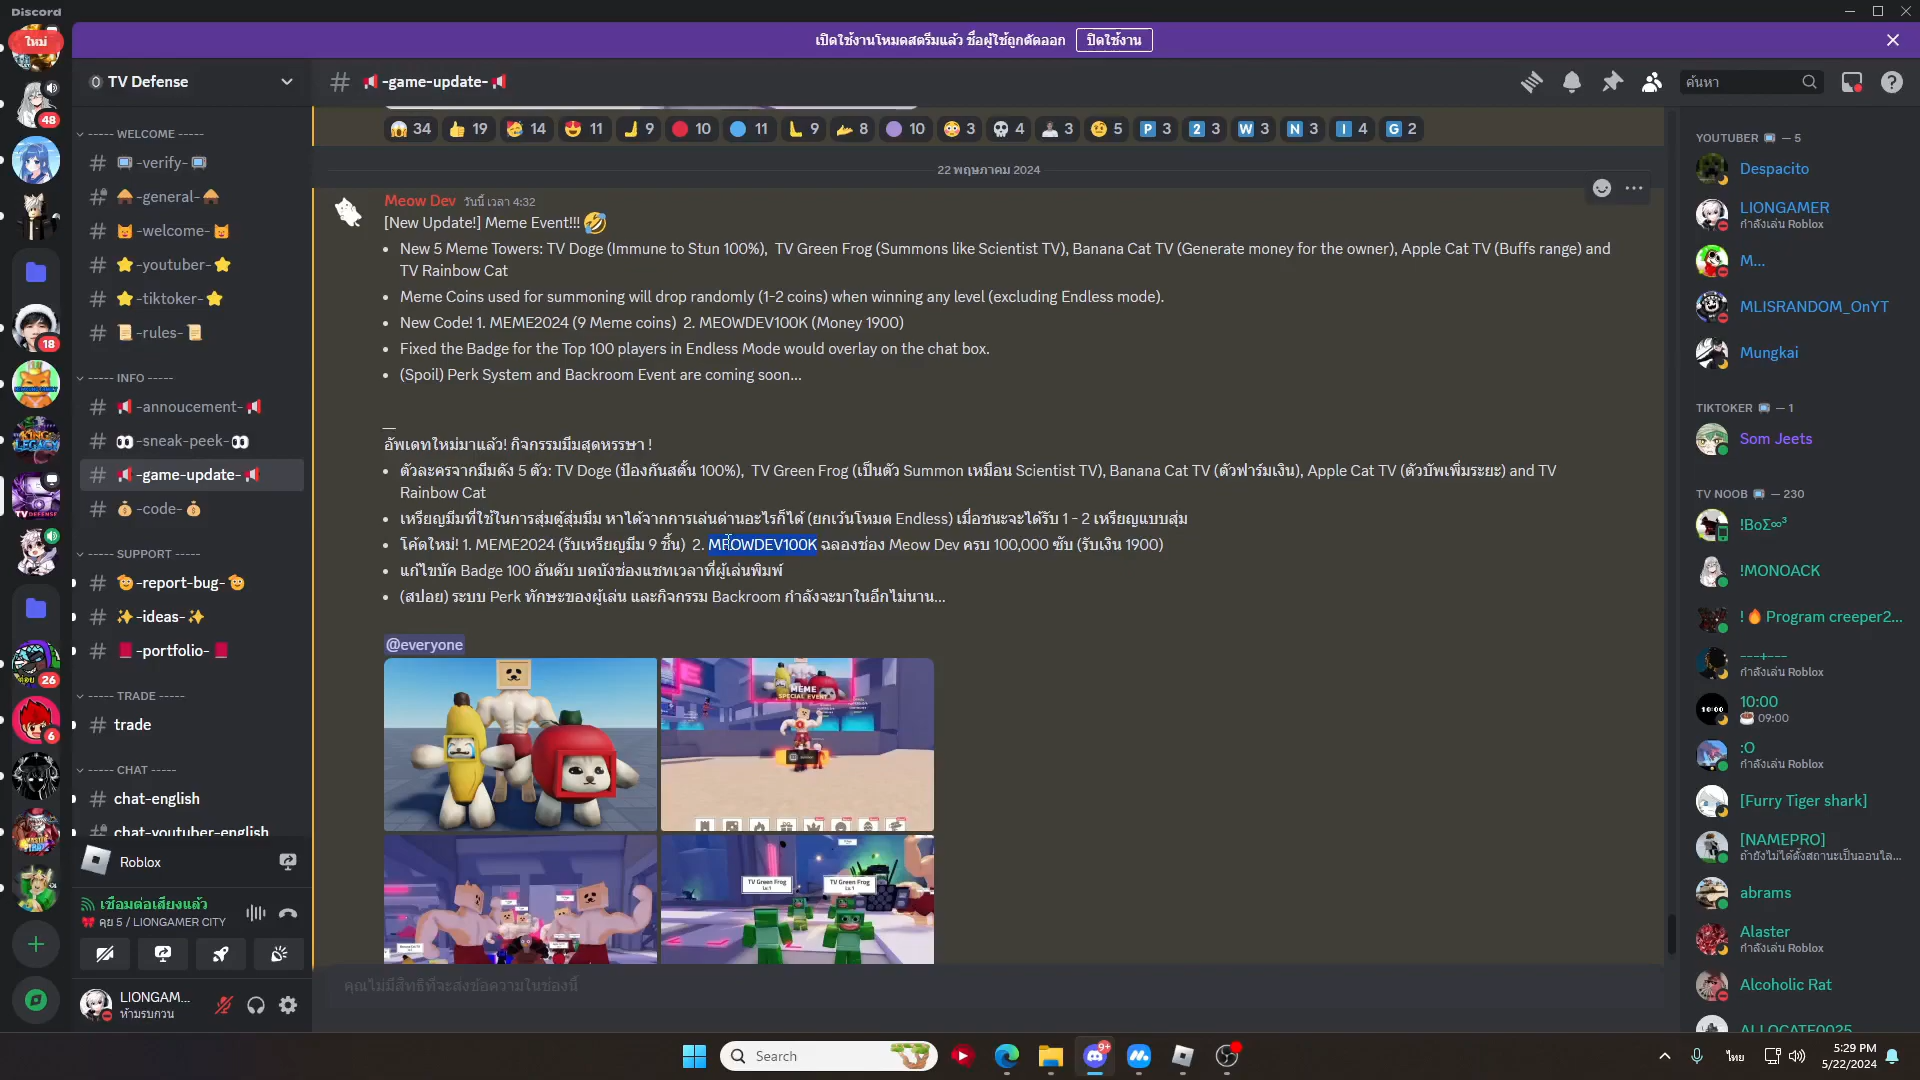 Discord
ใหม่
เปิดใช้งานโหมดสตรีมแล้ว ชื่อผู้ใช้ถูกคัดออก
ปิดใช้งาน
TV Defense
-game-update-
ค้นหา
34 19 14 11 9 10 11 9 8 10 3 4 3 5 P 3 2 3 W 3 N 3 I 4 G 2
----- WELCOME -----
-verify-
-general-
-welcome-
-youtuber-
-tiktoker-
-rules-
----- INFO -----
-annoucement-
-sneak-peek-
-game-update-
-code-
----- SUPPORT -----
-report-bug-
-ideas-
-portfolio-
----- TRADE -----
trade
----- CHAT -----
chat-english
chat-youtuber-english
Roblox
เชื่อมต่อเสียงแล้ว
คุย 5 / LIONGAMER CITY
LIONGAM...
ห้ามรบกวน
48
18
26
6
22 พฤษภาคม 2024
Meow Dev วันนี้ เวลา 4:32
[New Update!] Meme Event!!!
• New 5 Meme Towers: TV Doge (Immune to Stun 100%), TV Green Frog (Summons like Scientist TV), Banana Cat TV (Generate money for the owner), Apple Cat TV (Buffs range) and
TV Rainbow Cat
• Meme Coins used for summoning will drop randomly (1-2 coins) when winning any level (excluding Endless mode).
• New Code! 1. MEME2024 (9 Meme coins) 2. MEOWDEV100K (Money 1900)
• Fixed the Badge for the Top 100 players in Endless Mode would overlay on the chat box.
• (Spoil) Perk System and Backroom Event are coming soon...
__
อัพเดทใหม่มาแล้ว! กิจกรรมมีมสุดหรรษา !
• ตัวละครจากมีมดัง 5 ตัว: TV Doge (ป้องกันสตั้น 100%), TV Green Frog (เป็นตัว Summon เหมือน Scientist TV), Banana Cat TV (ตัวฟาร์มเงิน), Apple Cat TV (ตัวบัพเพิ่มระยะ) and TV
Rainbow Cat
• เหรียญมีมที่ใช้ในการสุ่มตู้สุ่มมีม หาได้จากการเล่นด่านอะไรก็ได้ (ยกเว้นโหมด Endless) เมื่อชนะจะได้รับ 1 - 2 เหรียญแบบสุ่ม
• โค้ดใหม่! 1. MEME2024 (รับเหรียญมีม 9 ชิ้น) 2. MEOWDEV100K ฉลองช่อง Meow Dev ครบ 100,000 ซับ (รับเงิน 1900)
• แก้ไขบัค Badge 100 อันดับ บดบังช่องแชทเวลาที่ผู้เล่นพิมพ์
• (สปอย) ระบบ Perk ทักษะของผู้เล่น และกิจกรรม Backroom กำลังจะมาในอีกไม่นาน...
@everyone
MEME
SPECIAL EVENT
TV Green Frog
Lv.1
TV Green Frog
Lv.1
คุณไม่มีสิทธิ์ที่จะส่งข้อความในช่องนี้
YOUTUBER — 5
Despacito
LIONGAMER
กำลังเล่น Roblox
M...
MLISRANDOM_OnYT
Mungkai
TIKTOKER — 1
Som Jeets
TV NOOB — 230
!BoΣ∞³
!MONOACK
! Program creeper2...
---+---
กำลังเล่น Roblox
10:00
10:00
09:00
:O
กำลังเล่น Roblox
[Furry Tiger shark]
[NAMEPRO]
ถ้ายังไม่ได้ตั้งสถานะเป็นออนไล...
abrams
Alaster
กำลังเล่น Roblox
Alcoholic Rat
ALLOCATE0025
Search
9+
ไทย
5:29 PM
5/22/2024